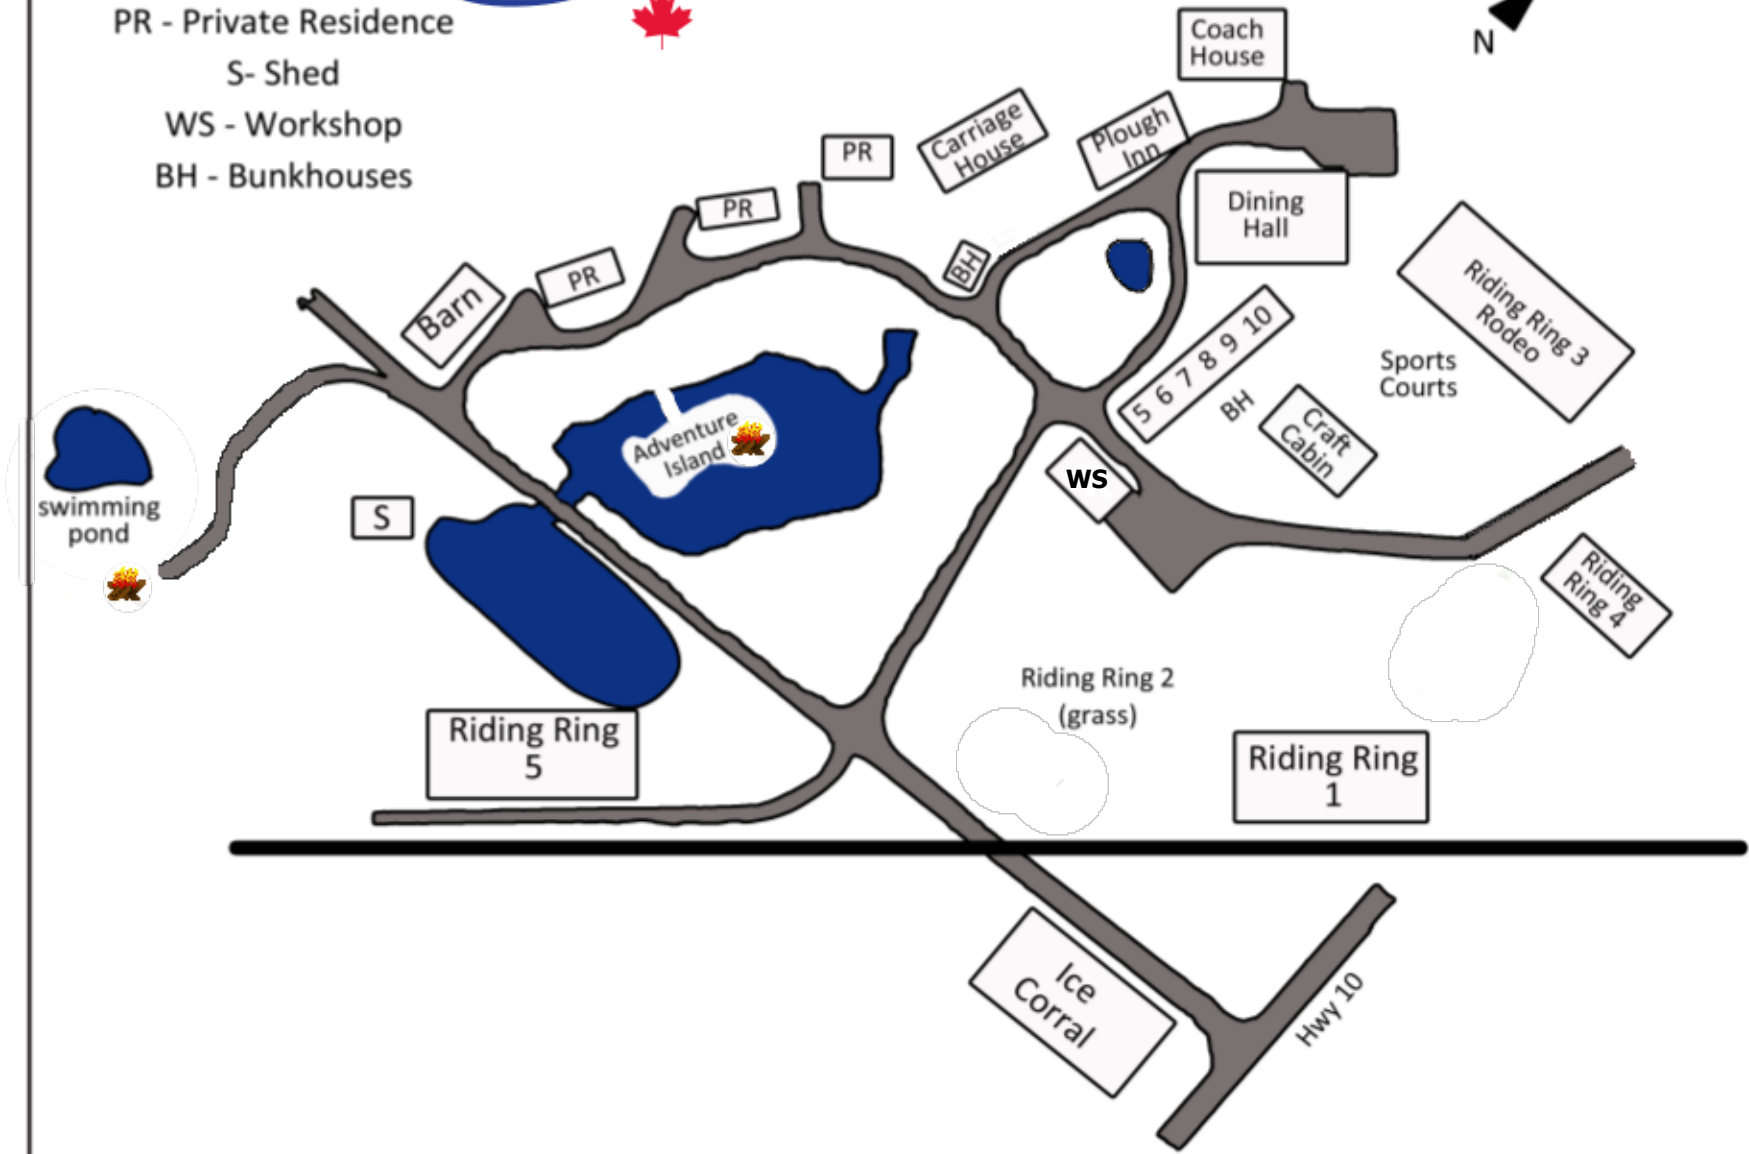 PR - Private Residence
S- Shed
WS - Workshop
BH - Bunkhouses
N
Coach
House
Carriage
House
Plough
Inn
PR
PR
PR
Barn
BH
Dining
Hall
Riding Ring 3
Rodeo
Sports
Courts
5 6 7 8 9 10
BH
Craft
Cabin
Adventure
Island
WS
swimming
pond
S
Riding
Ring 4
Riding Ring 2
(grass)
Riding Ring
5
Riding Ring
1
Ice
Corral
Hwy 10